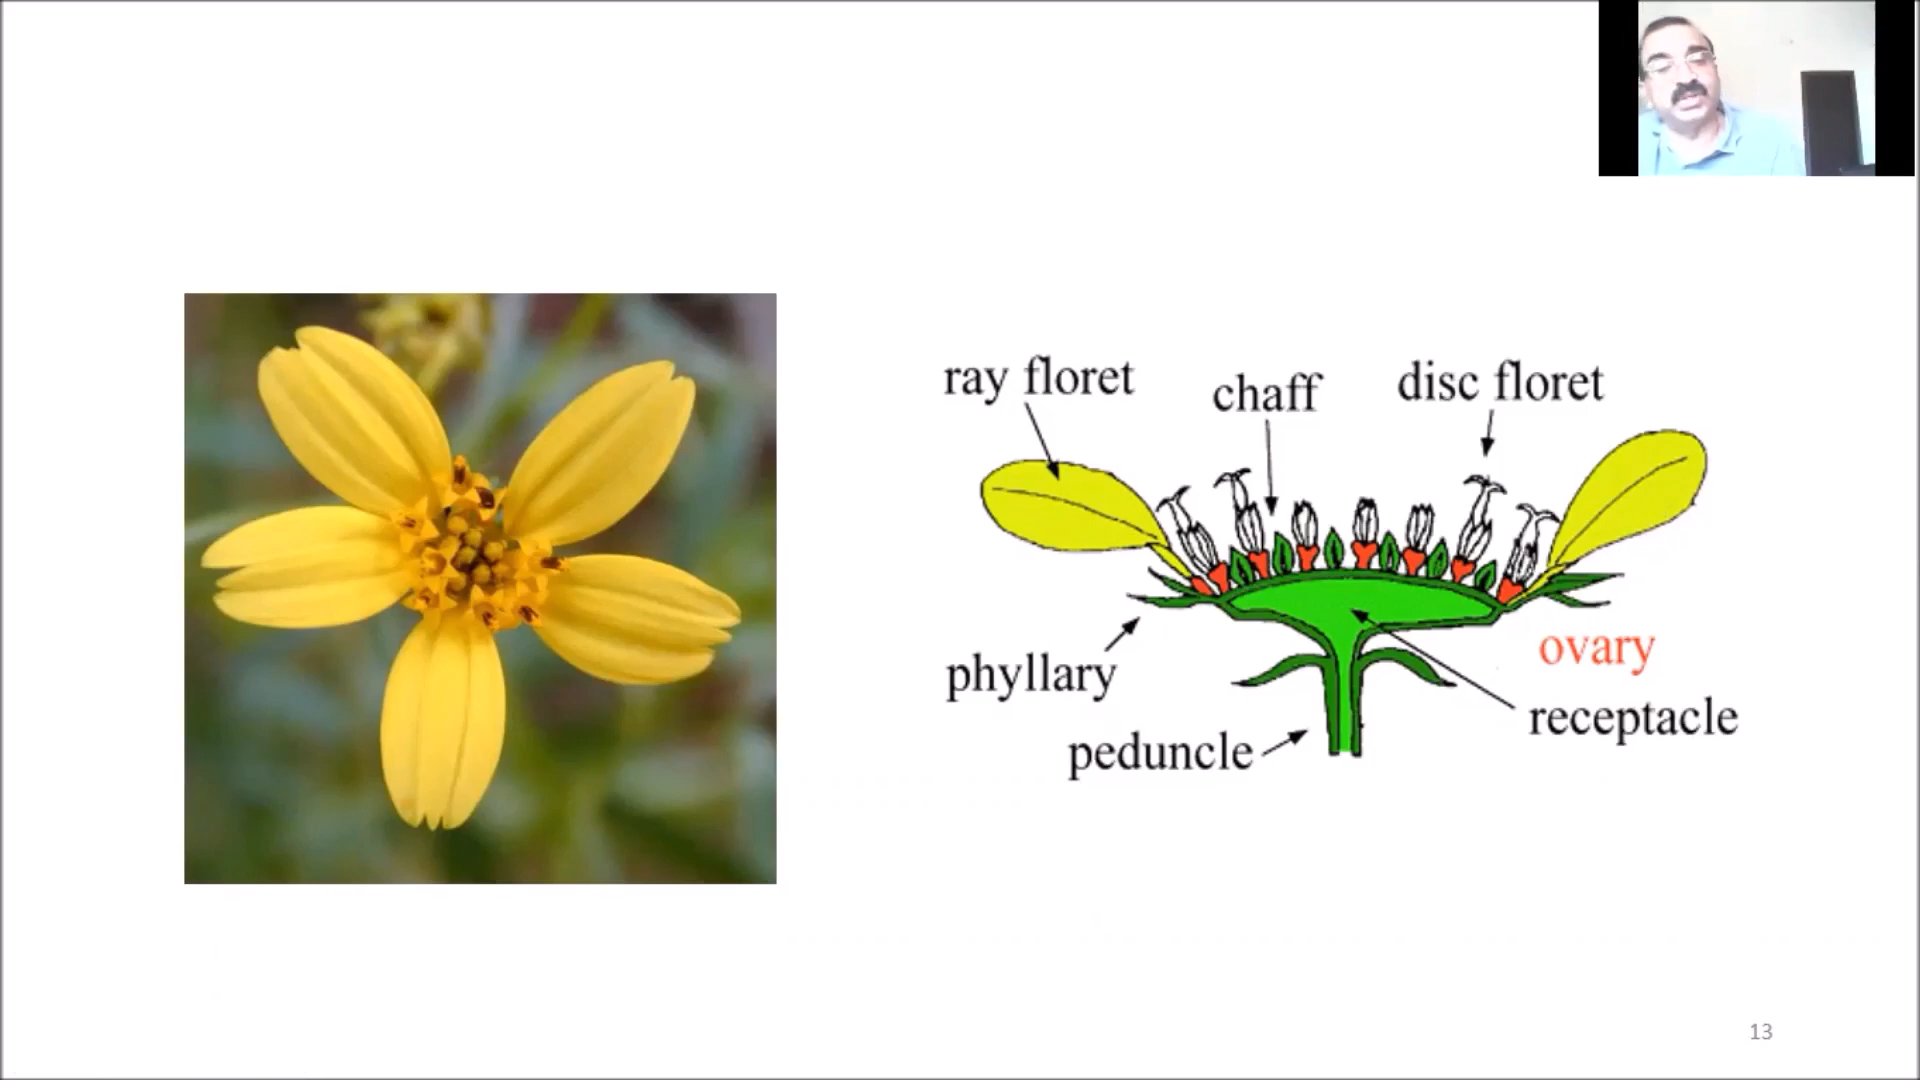 ray floret
chaff
disc floret
phyllary
ovary
receptacle
peduncle
13